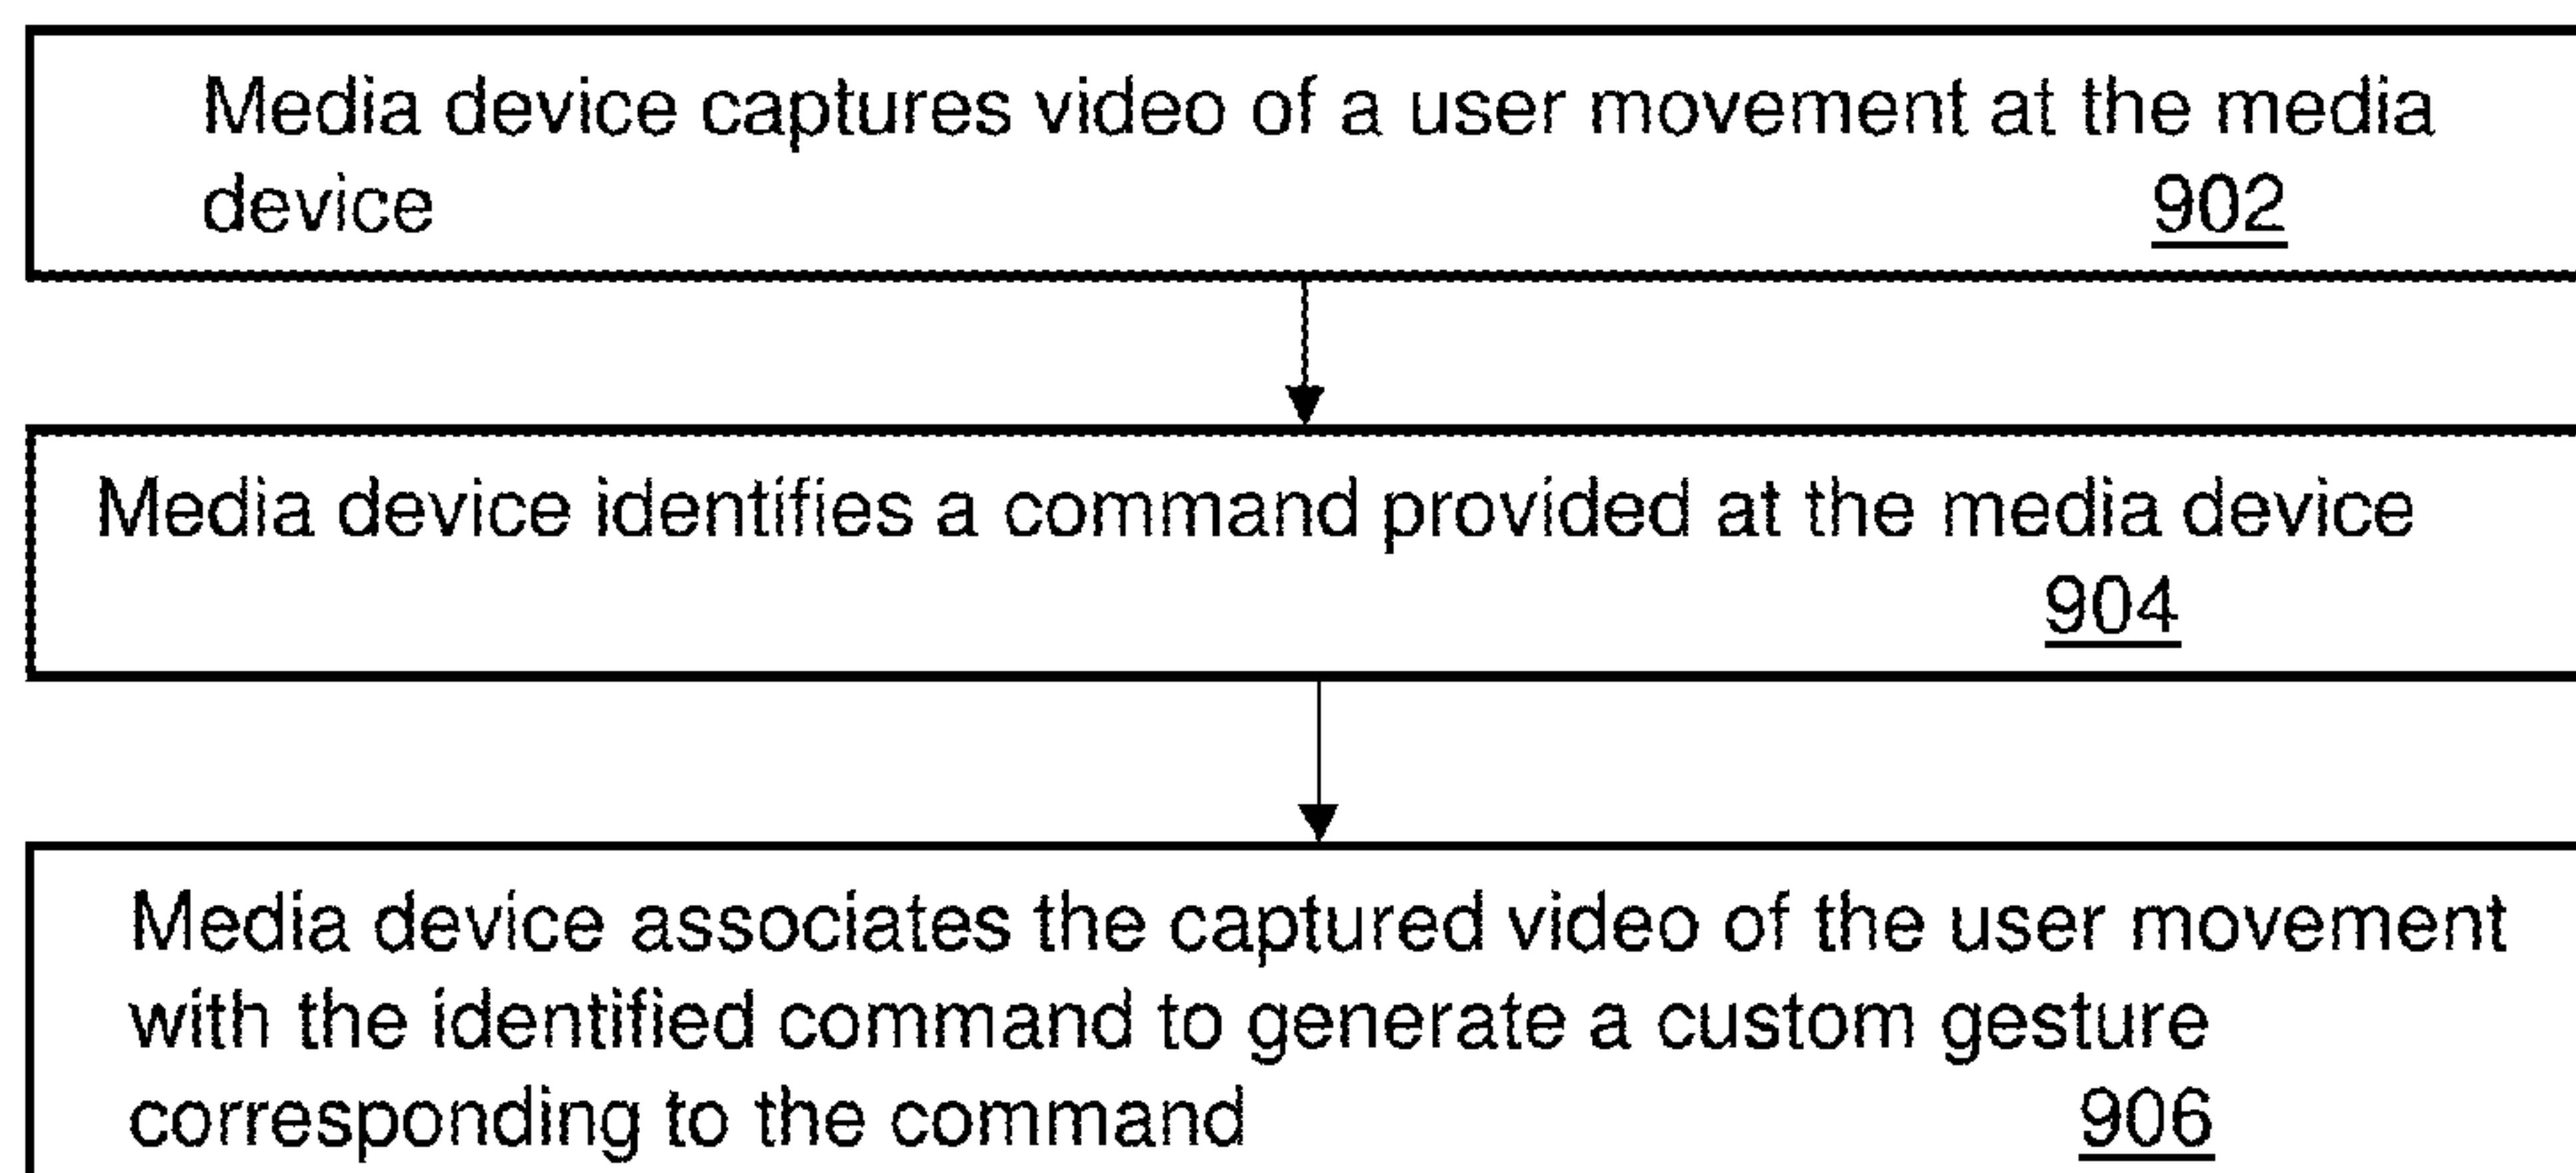 Media device captures video of a user movement at the media
device 902
Media device identifies a command provided at the media device
904
Media device associates the captured video of the user movement
with the identified command to generate a custom gesture
corresponding to the command 906